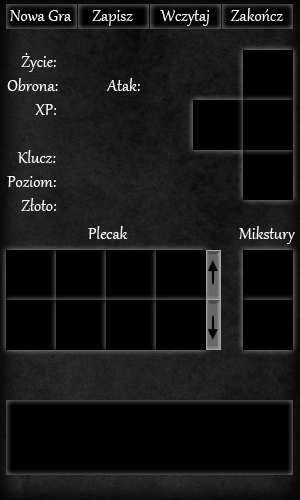 Nowa Gra Zapisz Wczytaj Zakończ
Życie:
Obrona: Atak:
XP:
Klucz:
Poziom:
Złoto:
Plecak Mikstury